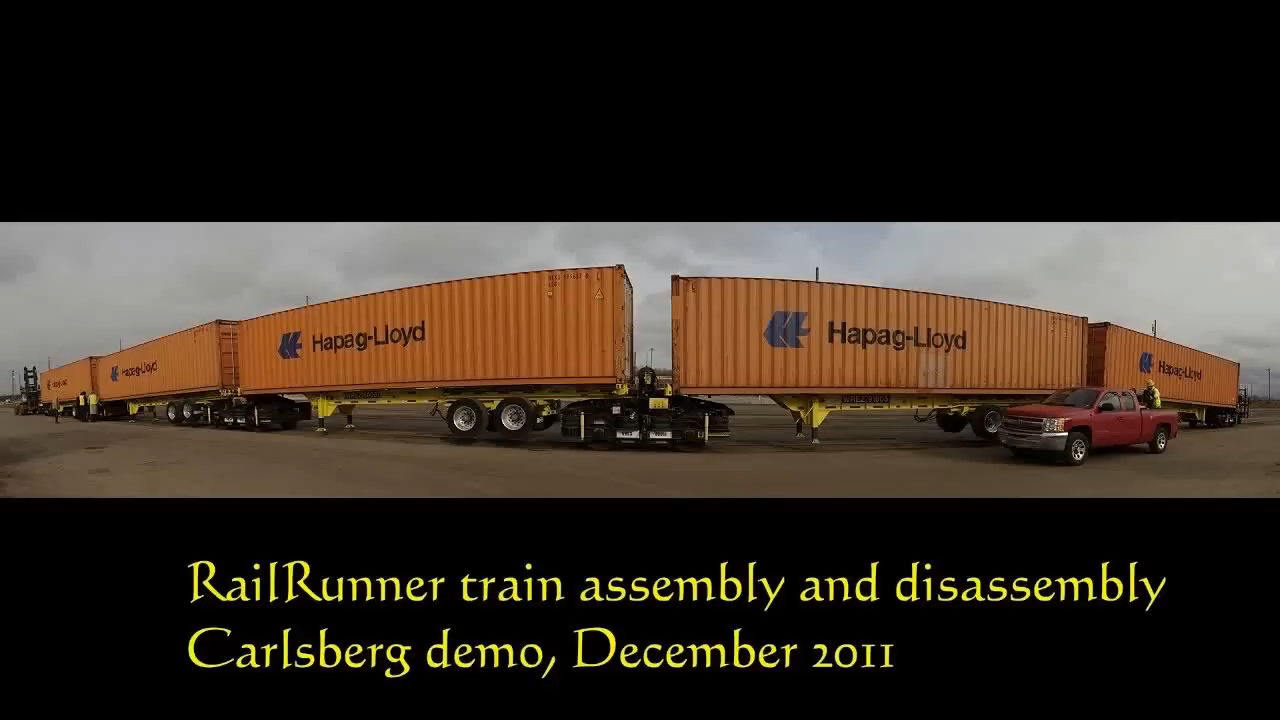 Hapag-Lloyd
Hapag-Lloyd
Hapag-Lloyd
Hapag-Lloyd
RailRunner train assembly and disassembly
Carlsberg demo, December 2011